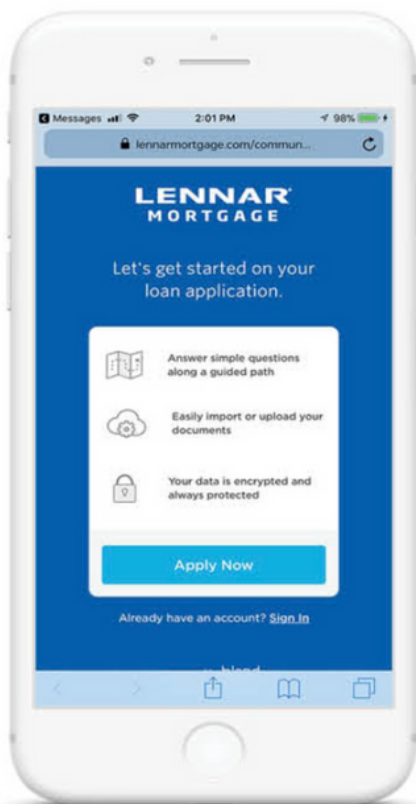 Messages 2:01 PM 98%
lennarmortgage.com/commun...
LENNAR
MORTGAGE
Let's get started on your
loan application.
Answer simple questions
along a guided path
Easily import or upload your
documents
Your data is encrypted and
always protected
Apply Now
Already have an account? Sign In